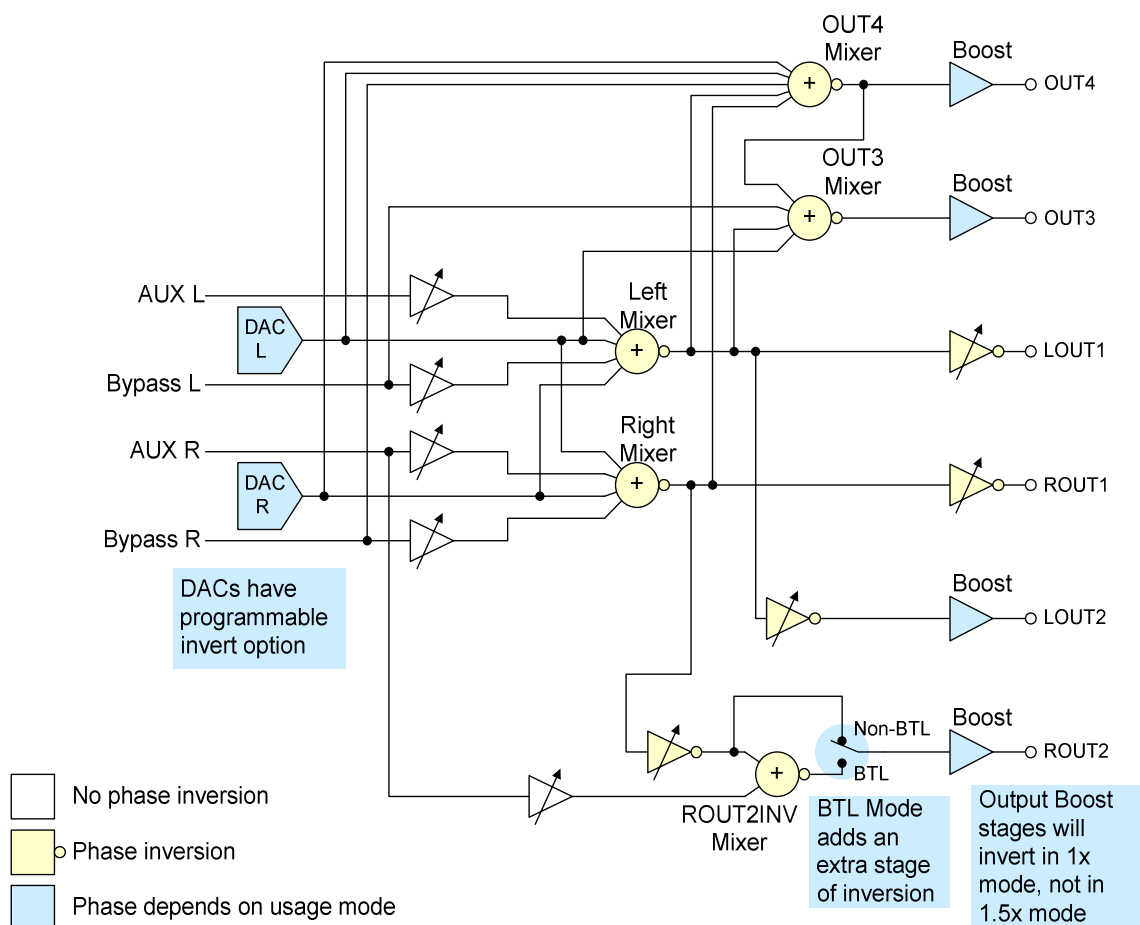 OUT4
Mixer
Boost
+
OUT4
OUT3
Mixer
Boost
+
OUT3
AUX L
DAC
L
Bypass L
Left
Mixer
+
LOUT1
AUX R
DAC
R
Bypass R
Right
Mixer
+
ROUT1
DACs have
programmable
invert option
Boost
LOUT2
Boost
Non-BTL
ROUT2
+
BTL
ROUT2INV
Mixer
BTL Mode
adds an
extra stage
of inversion
Output Boost
stages will
invert in 1x
mode, not in
1.5x mode
No phase inversion
Phase inversion
Phase depends on usage mode